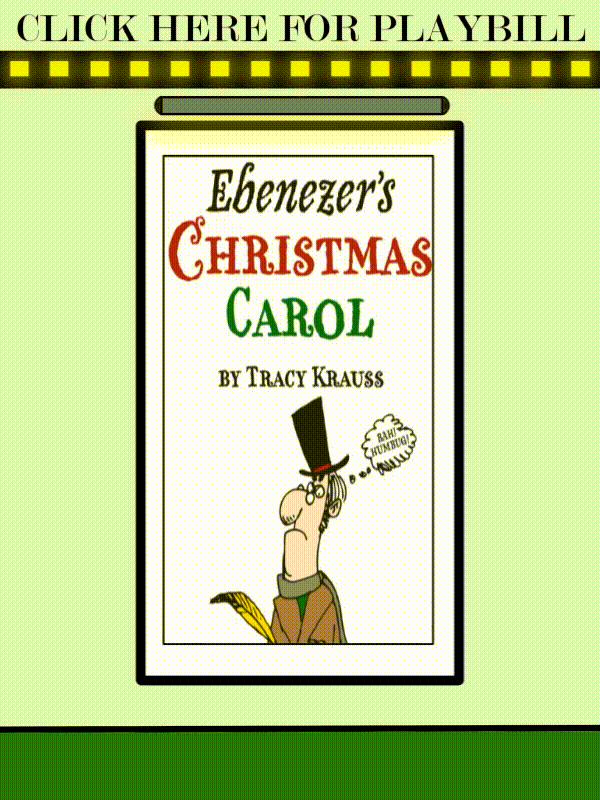 CLICK HERE FOR PLAYBILL
Ebenezer's
CHRISTMAS
CAROL
BY TRACY KRAUSS
BAH!
HUMBUG!